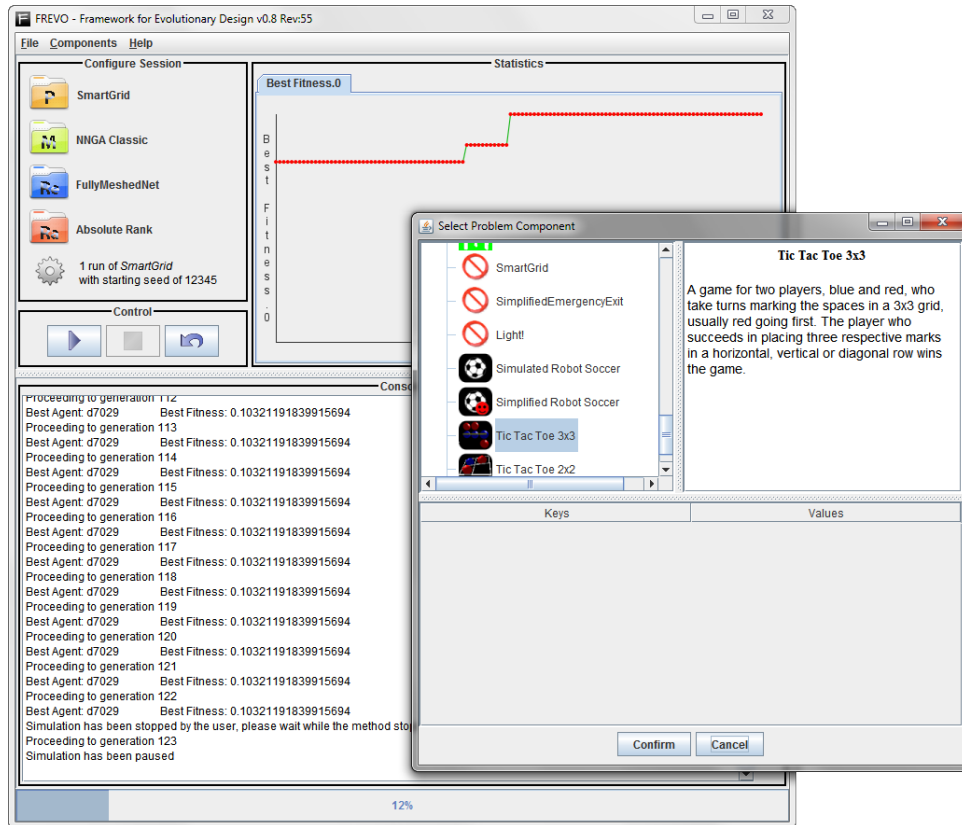 FREVO - Framework for Evolutionary Design v0.8 Rev:55
File Components Help
Configure Session
SmartGrid
NNGA Classic
FullyMeshedNet
Absolute Rank
1 run of SmartGrid
with starting seed of 12345
Control
Statistics
Best Fitness.0
Best Fitness.0
Select Problem Component
SmartGrid
SimplifiedEmergencyExit
Light!
Simulated Robot Soccer
Simplified Robot Soccer
Tic Tac Toe 3x3
Tic Tac Toe 2x2
Tic Tac Toe 3x3
A game for two players, blue and red, who
take turns marking the spaces in a 3x3 grid,
usually red going first. The player who
succeeds in placing three respective marks
in a horizontal, vertical or diagonal row wins
the game.
Keys Values
Confirm Cancel
Proceeding to generation 112
Best Agent: d7029 Best Fitness: 0.10321191839915694
Proceeding to generation 113
Best Agent: d7029 Best Fitness: 0.10321191839915694
Proceeding to generation 114
Best Agent: d7029 Best Fitness: 0.10321191839915694
Proceeding to generation 115
Best Agent: d7029 Best Fitness: 0.10321191839915694
Proceeding to generation 116
Best Agent: d7029 Best Fitness: 0.10321191839915694
Proceeding to generation 117
Best Agent: d7029 Best Fitness: 0.10321191839915694
Proceeding to generation 118
Best Agent: d7029 Best Fitness: 0.10321191839915694
Proceeding to generation 119
Best Agent: d7029 Best Fitness: 0.10321191839915694
Proceeding to generation 120
Best Agent: d7029 Best Fitness: 0.10321191839915694
Proceeding to generation 121
Best Agent: d7029 Best Fitness: 0.10321191839915694
Proceeding to generation 122
Best Agent: d7029 Best Fitness: 0.10321191839915694
Simulation has been stopped by the user, please wait while the method
Proceeding to generation 123
Simulation has been paused
12%